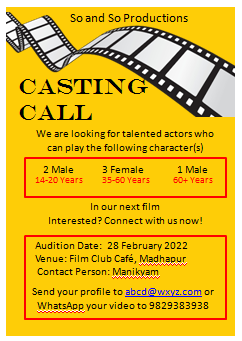 So and So Productions
CASTING
CALL
We are looking for talented actors who
can play the following character(s)
2 Male 3 Female 1 Male
14-20 Years 35-60 Years 60+ Years
In our next film
Interested? Connect with us now!
Audition Date: 28 February 2022
Venue: Film Club Café, Madhapur
Contact Person: Manikyam
Send your profile to abcd@wxyz.com or
WhatsApp your video to 9829383938